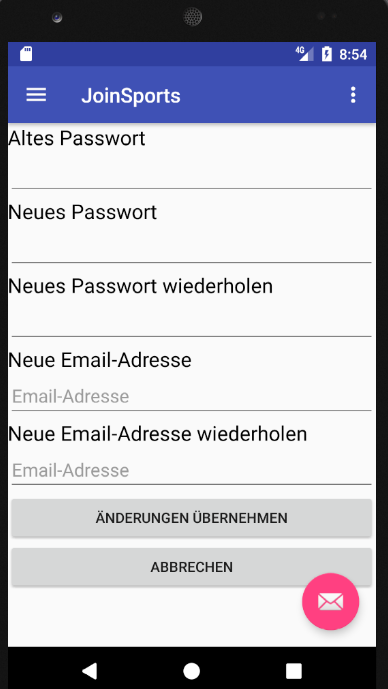 4G 8:54
JoinSports
Altes Passwort
Neues Passwort
Neues Passwort wiederholen
Neue Email-Adresse
Email-Adresse
Neue Email-Adresse wiederholen
Email-Adresse
ÄNDERUNGEN ÜBERNEHMEN
ABBRECHEN